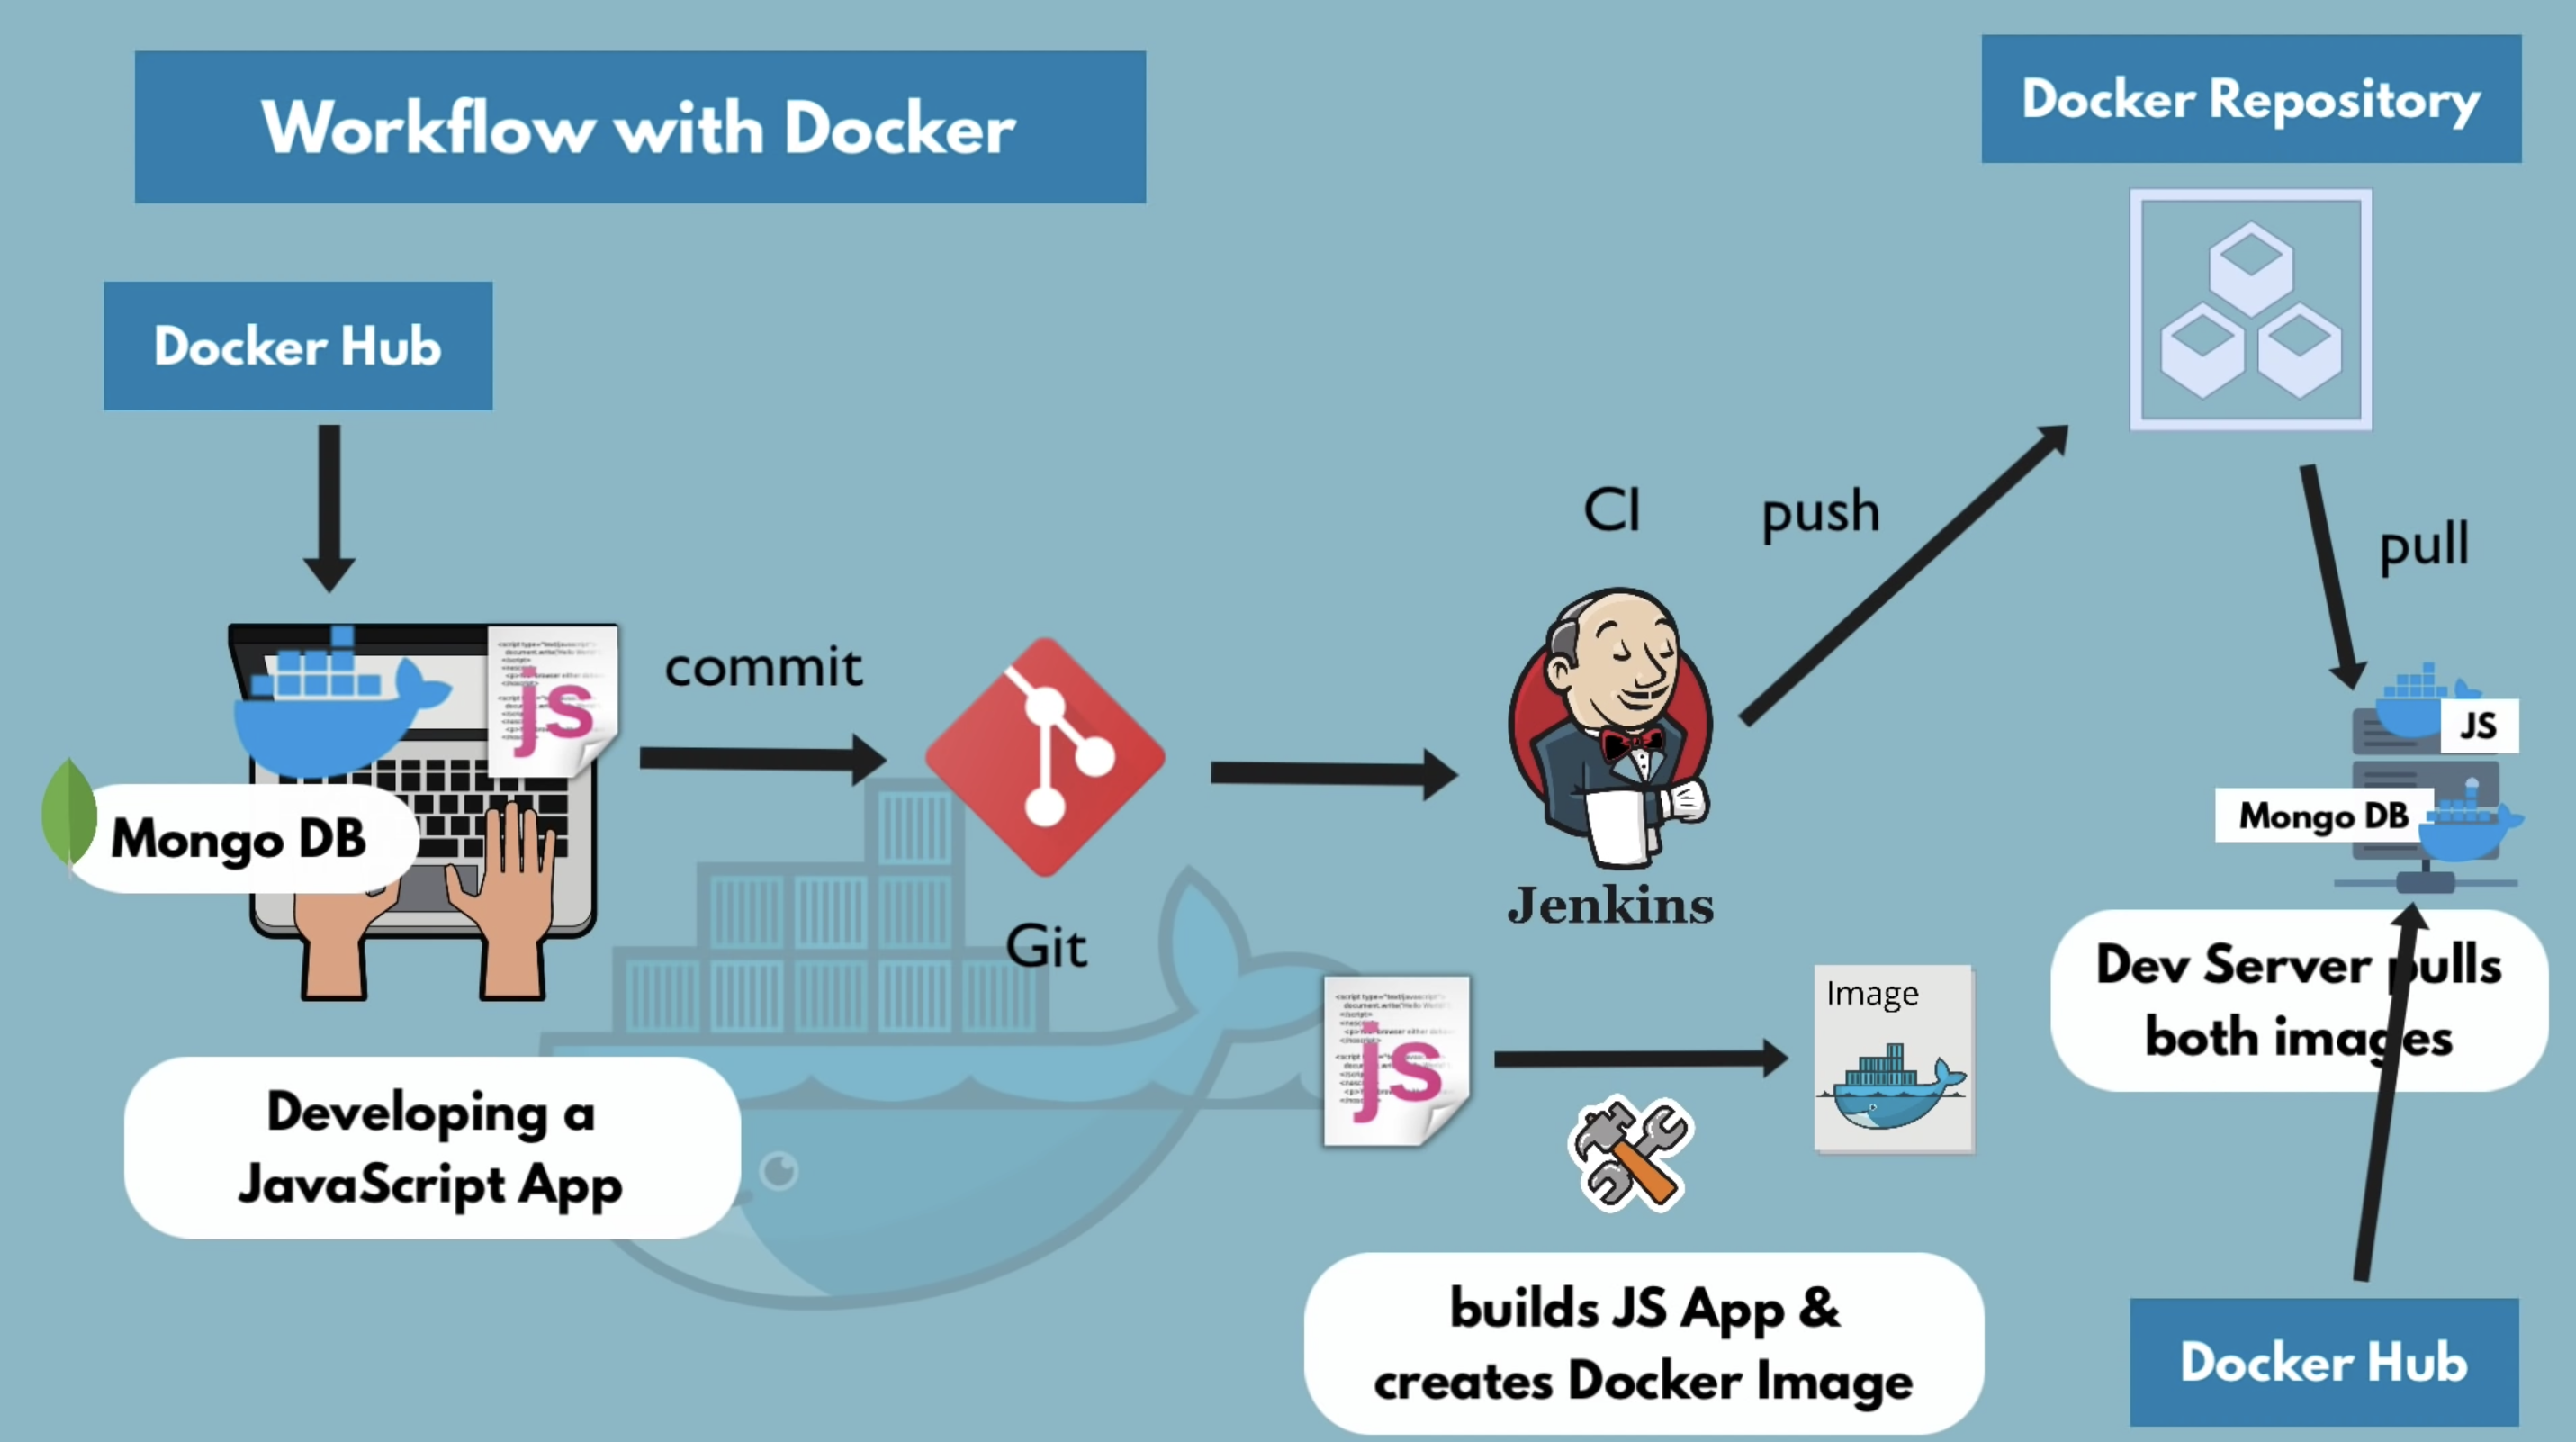 Workflow with Docker
Docker Repository
Docker Hub
CI
push
pull
commit
js
JS
Mongo DB
Mongo DB
Jenkins
Git
Dev Server pulls
both images
Image
js
Developing a
JavaScript App
builds JS App &
creates Docker Image
Docker Hub